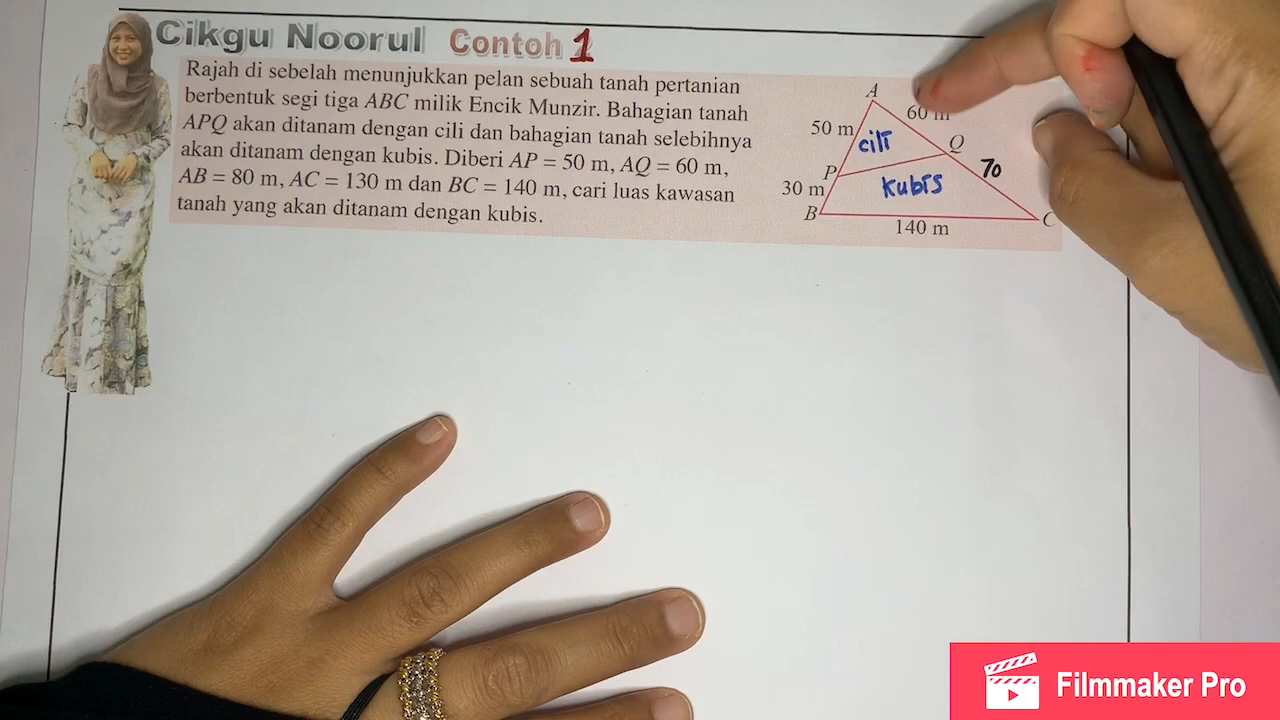 Cikgu Noorul Contoh 1
Rajah di sebelah menunjukkan pelan sebuah tanah pertanian
berbentuk segi tiga ABC milik Encik Munzir. Bahagian tanah
APQ akan ditanam dengan cili dan bahagian tanah selebihnya
akan ditanam dengan kubis. Diberi AP = 50 m, AQ = 60 m,
AB = 80 m, AC = 130 m dan BC = 140 m, cari luas kawasan
tanah yang akan ditanam dengan kubis.
A
60 m
50 m
cili
Q
P
70
kubis
30 m
B
C
140 m
Filmmaker Pro